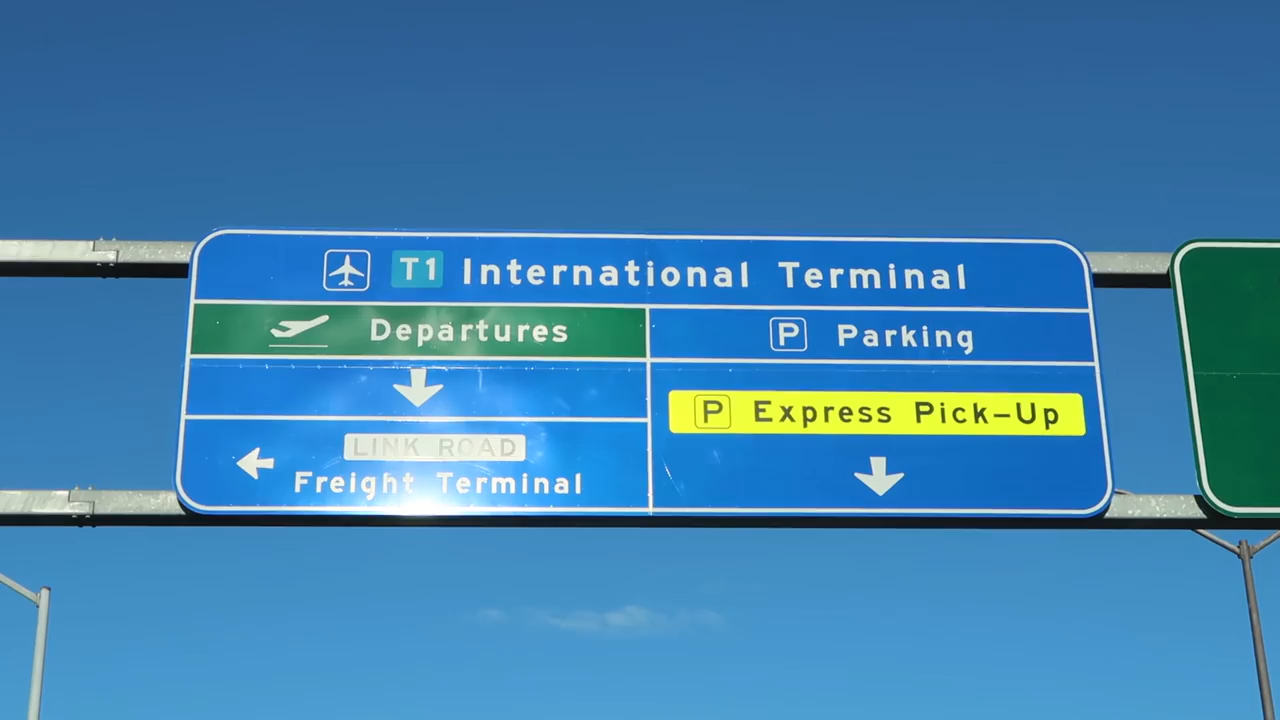 T1 International Terminal
Departures
P Parking
P Express Pick-Up
LINK ROAD
Freight Terminal